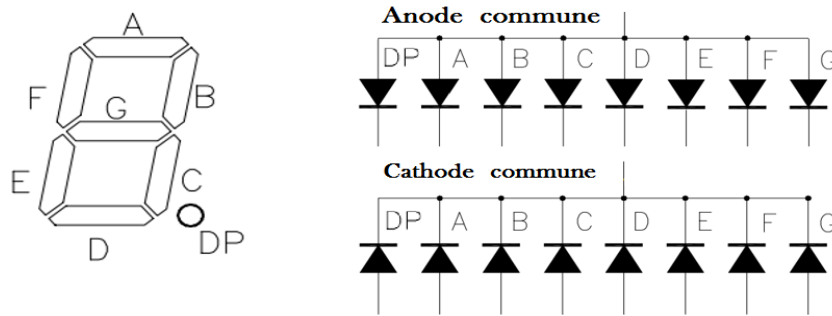 A
F
B
G
E
C
D
DP
Anode commune
DP A B C D E F G
Cathode commune
DP A B C D E F G